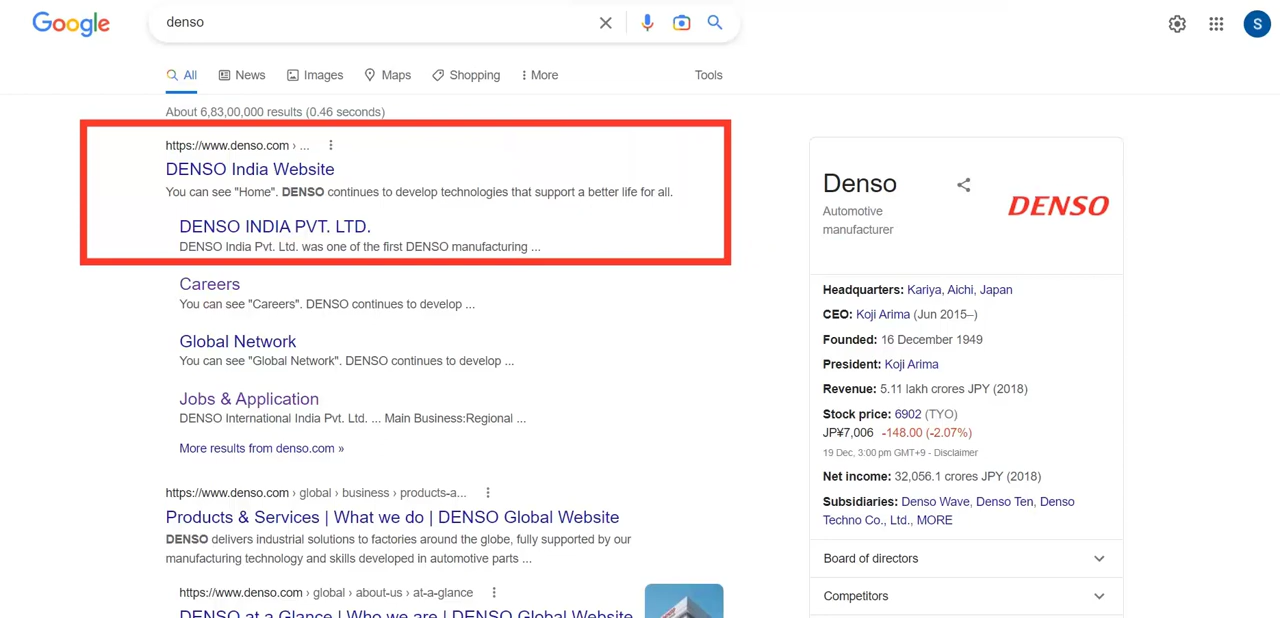 Google
denso
S
All
News
Images
Maps
Shopping
More
Tools
About 6,83,00,000 results (0.46 seconds)
https://www.denso.com › ...
DENSO India Website
You can see "Home". DENSO continues to develop technologies that support a better life for all.
DENSO INDIA PVT. LTD.
DENSO India Pvt. Ltd. was one of the first DENSO manufacturing ...
Careers
You can see "Careers". DENSO continues to develop ...
Global Network
You can see "Global Network". DENSO continues to develop ...
Jobs & Application
DENSO International India Pvt. Ltd. ... Main Business:Regional ...
More results from denso.com »
https://www.denso.com › global › business › products-a...
Products & Services | What we do | DENSO Global Website
DENSO delivers industrial solutions to factories around the globe, fully supported by our
manufacturing technology and skills developed in automotive parts ...
https://www.denso.com › global › about-us › at-a-glance
DENSO at a Glance | Who we are | DENSO Global Website
Denso
Automotive
manufacturer
DENSO
Headquarters: Kariya, Aichi, Japan
CEO: Koji Arima (Jun 2015–)
Founded: 16 December 1949
President: Koji Arima
Revenue: 5.11 lakh crores JPY (2018)
Stock price: 6902 (TYO)
JP¥7,006 -148.00 (-2.07%)
19 Dec, 3:00 pm GMT+9 - Disclaimer
Net income: 32,056.1 crores JPY (2018)
Subsidiaries: Denso Wave, Denso Ten, Denso
Techno Co., Ltd., MORE
Board of directors
Competitors